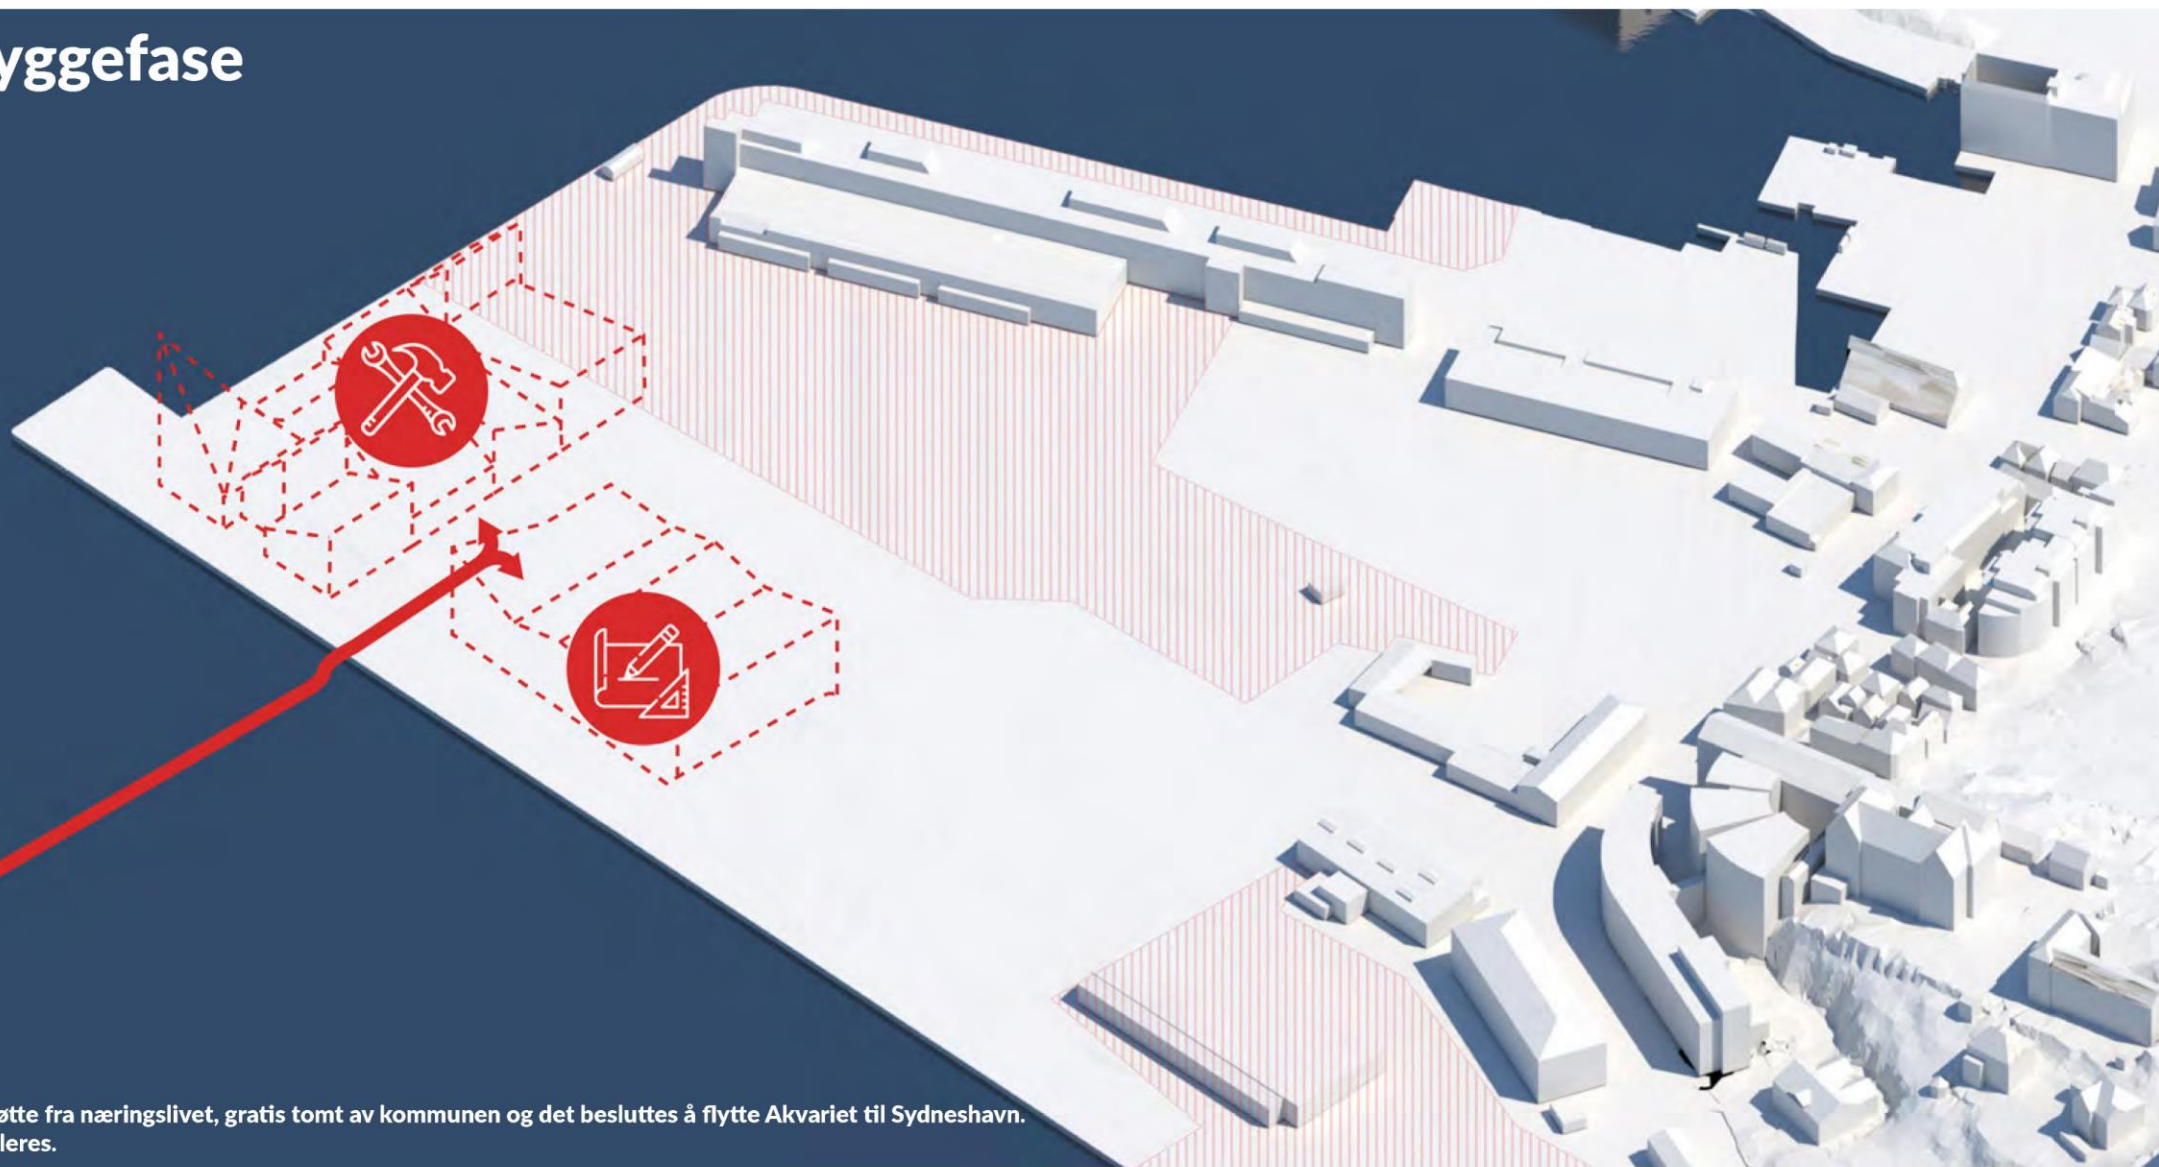 yggefase
øtte fra næringslivet, gratis tomt av kommunen og det besluttes å flytte Akvariet til Sydneshavn.
leres.